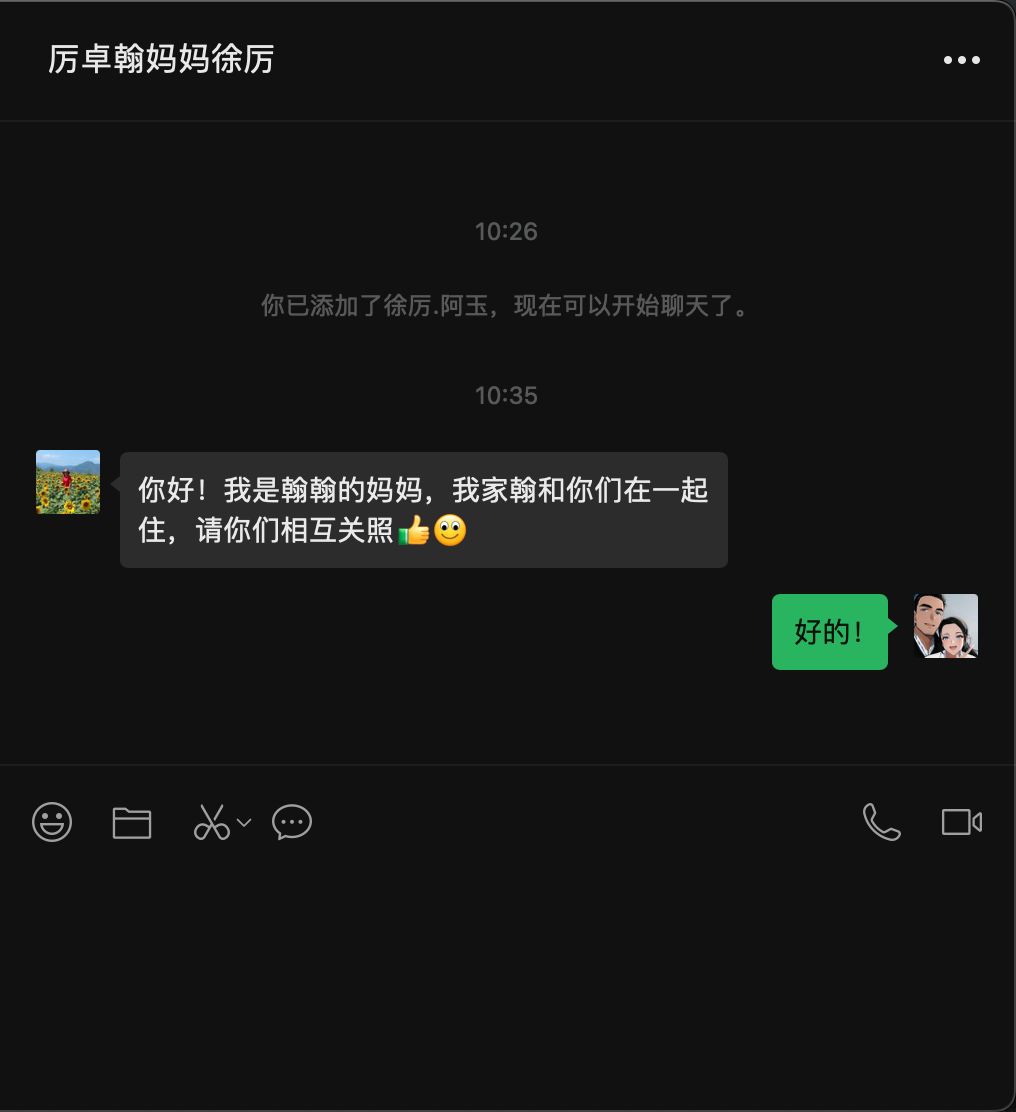 厉卓翰妈妈徐厉
10:26
你已添加了徐厉.阿玉，现在可以开始聊天了。
10:35
你好！我是翰翰的妈妈，我家翰和你们在一起
住，请你们相互关照👍🙂
好的！